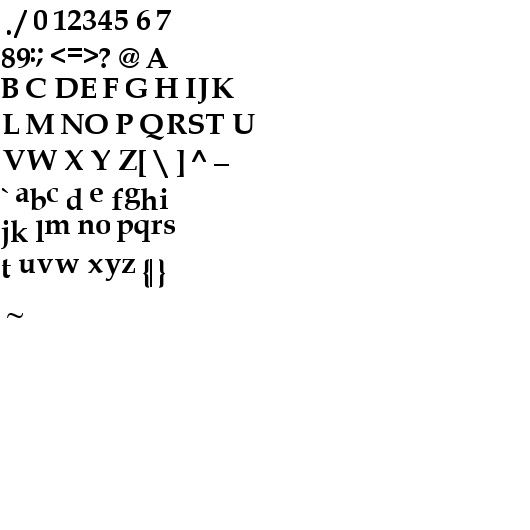 ./ 0 12345 6 7
89:; <=>? @ A
B C DE F G H IJK
L M NO P QRST U
VW X Y Z[ \ ] ^ _
` abc d e fghi
jk lm no pqrs
t uvw xyz {|}
~